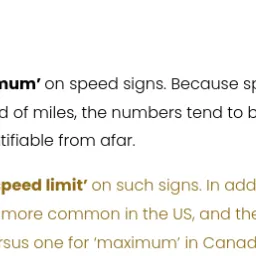 mum’ on speed signs. Because sp
d of miles, the numbers tend to b
tifiable from afar.
speed limit’ on such signs. In add
more common in the US, and the
rsus one for ‘maximum’ in Canad